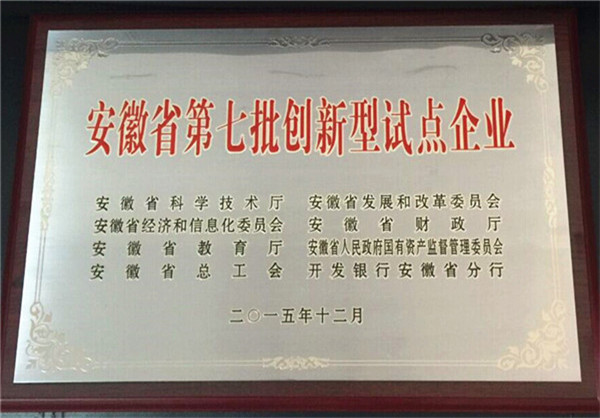 安徽省第七批创新型试点企业
安徽省科学技术厅 安徽省发展和改革委员会
安徽省经济和信息化委员会 安徽省财政厅
安徽省教育厅 安徽省人民政府国有资产监督管理委员会
安徽省总工会 开发银行安徽省分行
二〇一五年十二月